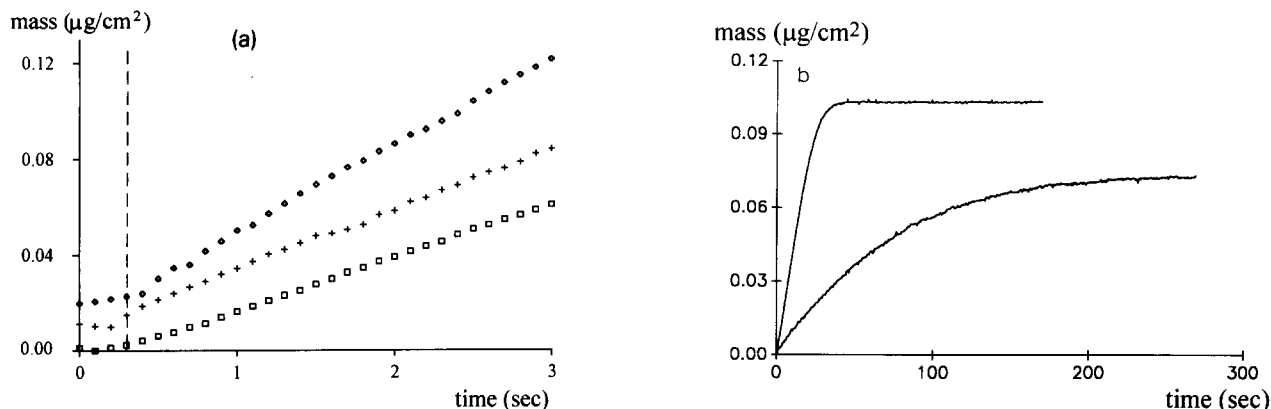 mass (μg/cm²)
(a)
0.12
0.08
0.04
0.00
0 1 2 3
time (sec)
mass (μg/cm²)
b
0.12
0.09
0.06
0.03
0.00
0 100 200 300
time (sec)